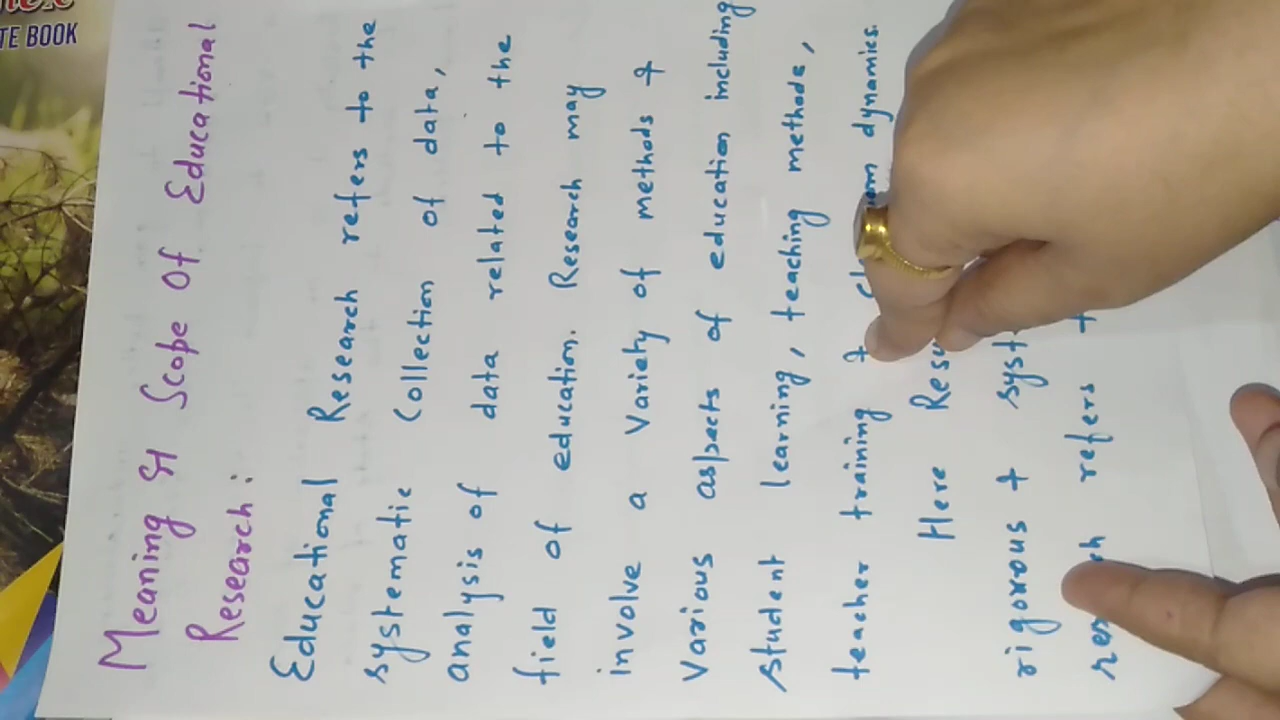 TE BOOK
Meaning & Scope Of Educational
Research:
Educational Research refers to the
systematic Collection of data,
analysis of data related to the
field of education. Research may
involve a Variety of methods &
Various aspects of education including
student learning, teaching methods,
teacher training & dynamics.
Here
rigorous +
refers